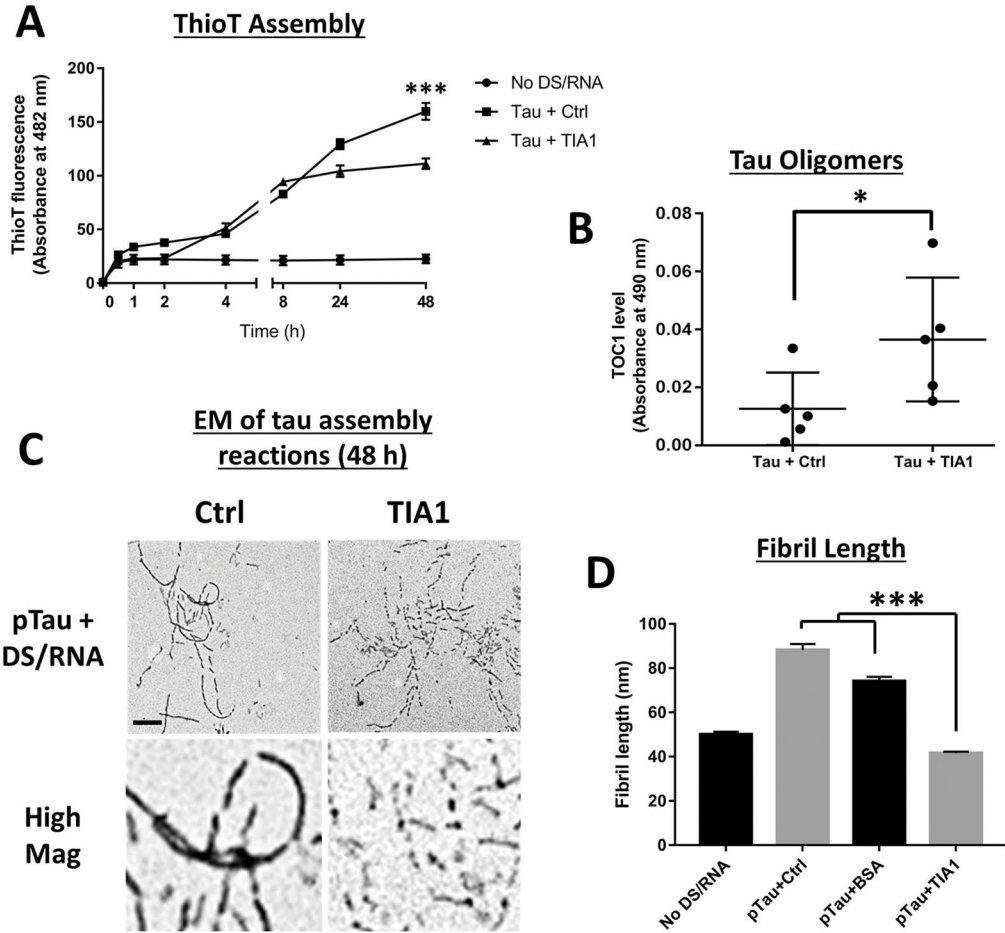 A
ThioT Assembly
ThioT fluorescence
(Absorbance at 482 nm)
200
150
100
50
0
***
0 1 2 4 8 24 48
Time (h)
No DS/RNA
Tau + Ctrl
Tau + TIA1
B
Tau Oligomers
*
TOC1 level
(Absorbance at 490 nm)
0.08
0.06
0.04
0.02
0.00
Tau + Ctrl Tau + TIA1
C
EM of tau assembly
reactions (48 h)
Ctrl TIA1
pTau +
DS/RNA
High
Mag
D
Fibril Length
***
Fibril length (nm)
100
80
60
40
20
0
No DS/RNA
pTau+Ctrl
pTau+BSA
pTau+TIA1